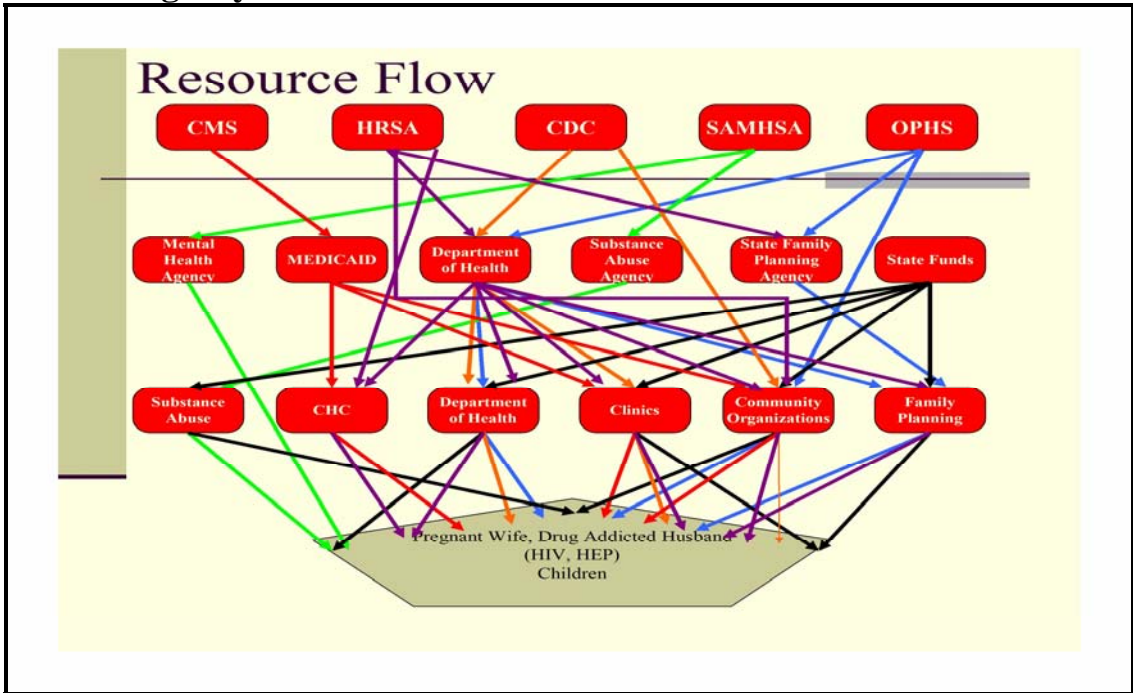 Resource Flow
CMS
HRSA
CDC
SAMHSA
OPHS
Mental
Health
Agency
MEDICAID
Department
of Health
Substance
Abuse
Agency
State Family
Planning
Agency
State Funds
Substance
Abuse
CHC
Department
of Health
Clinics
Community
Organizations
Family
Planning
Pregnant Wife, Drug Addicted Husband
(HIV, HEP)
Children